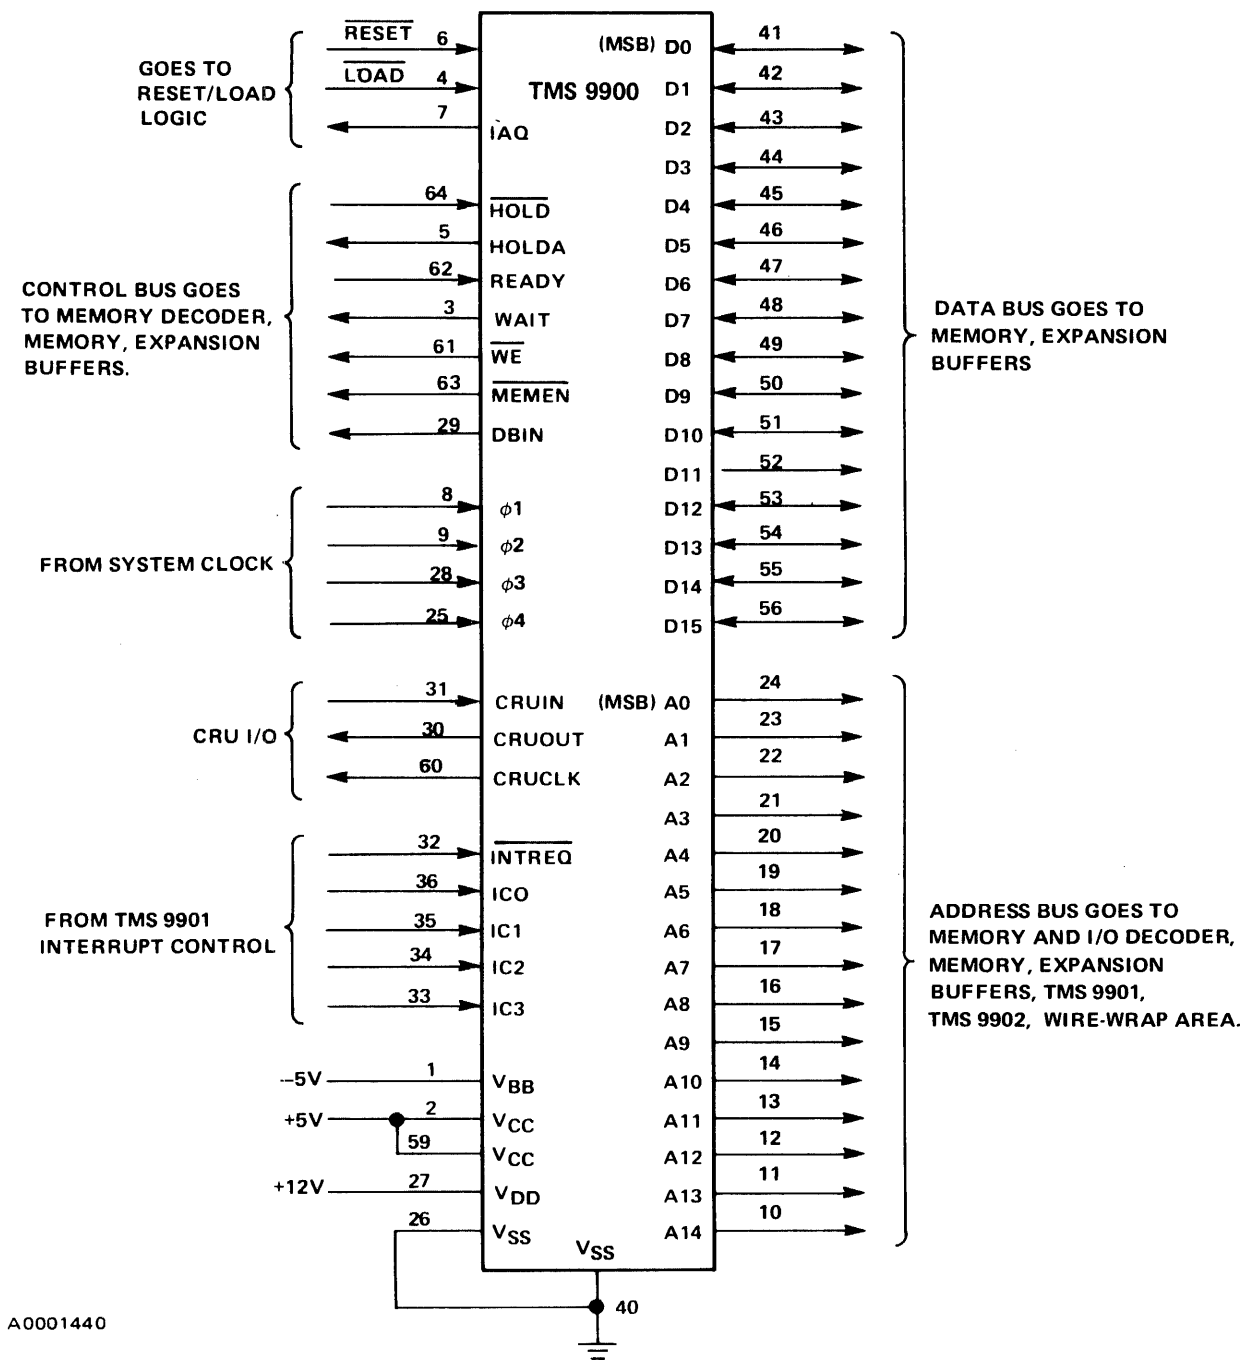 RESET 6
GOES TO
RESET/LOAD
LOGIC
LOAD 4
7
IAQ
TMS 9900
CONTROL BUS GOES
TO MEMORY DECODER,
MEMORY, EXPANSION
BUFFERS.
64 HOLD
5 HOLDA
62 READY
3 WAIT
61 WE
63 MEMEN
29 DBIN
FROM SYSTEM CLOCK
8 φ1
9 φ2
28 φ3
25 φ4
CRU I/O
31 CRUIN
30 CRUOUT
60 CRUCLK
FROM TMS 9901
INTERRUPT CONTROL
32 INTREQ
36 IC0
35 IC1
34 IC2
33 IC3
–5V 1 VBB
+5V 2 VCC
59 VCC
+12V 27 VDD
26 VSS
VSS
40
(MSB) D0 41
D1 42
D2 43
D3 44
D4 45
D5 46
D6 47
D7 48
D8 49
D9 50
D10 51
D11 52
D12 53
D13 54
D14 55
D15 56
DATA BUS GOES TO
MEMORY, EXPANSION
BUFFERS
(MSB) A0 24
A1 23
A2 22
A3 21
A4 20
A5 19
A6 18
A7 17
A8 16
A9 15
A10 14
A11 13
A12 12
A13 11
A14 10
ADDRESS BUS GOES TO
MEMORY AND I/O DECODER,
MEMORY, EXPANSION
BUFFERS, TMS 9901,
TMS 9902, WIRE-WRAP AREA.
A0001440